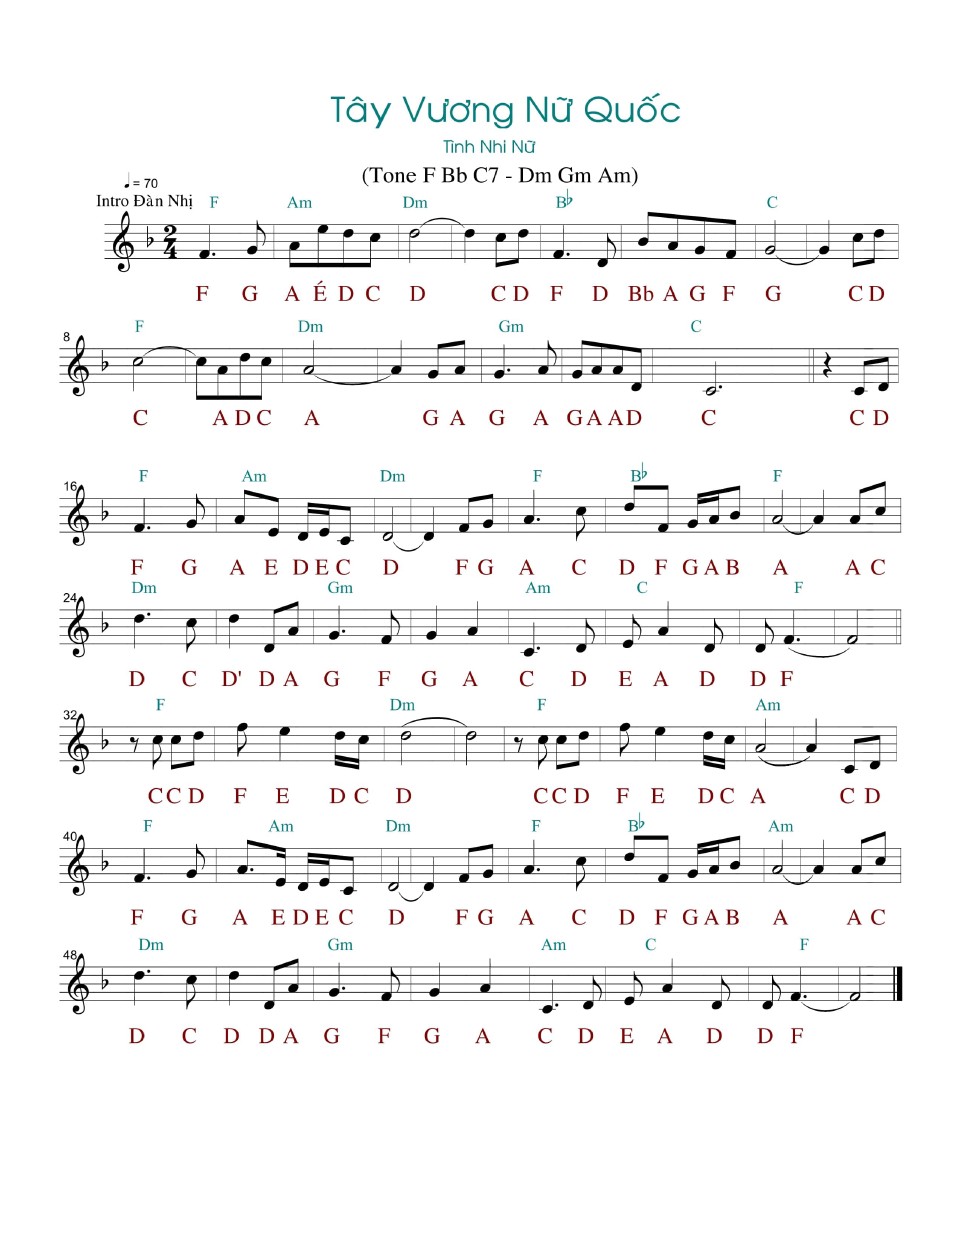 Tây Vương Nữ Quốc
Tình Nhi Nữ
(Tone F Bb C7 - Dm Gm Am)
♩ = 70
Intro Đàn Nhị F Am Dm B♭ C
2
4
F G A É D C D C D F D Bb A G F G C D
8 F Dm Gm C
C A D C A G A G A G A A D C C D
16 F Am Dm F B♭ F
F G A E D E C D F G A C D F G A B A A C
24 Dm Gm Am C F
D C D' D A G F G A C D E A D D F
32 F Dm F Am
C C D F E D C D C C D F E D C A C D
40 F Am Dm F B♭ Am
F G A E D E C D F G A C D F G A B A A C
48 Dm Gm Am C F
D C D D A G F G A C D E A D D F